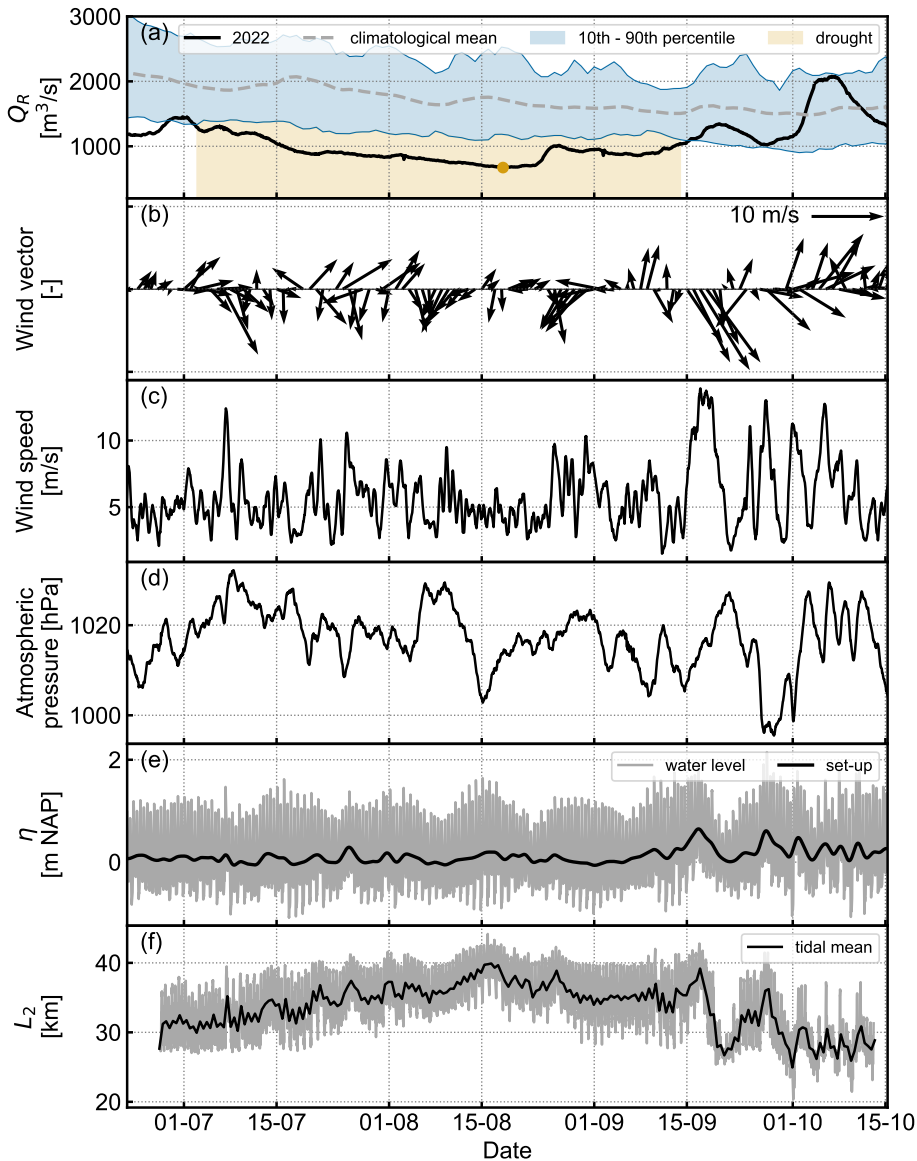 (a)
2022
climatological mean
10th - 90th percentile
drought
3000
2000
1000
Q_R
[m³/s]
(b)
10 m/s
Wind vector
[-]
(c)
10
5
Wind speed
[m/s]
(d)
1020
1000
Atmospheric
pressure [hPa]
(e)
water level
set-up
2
0
η
[m NAP]
(f)
tidal mean
40
30
20
L₂
[km]
01-07
15-07
01-08
15-08
01-09
15-09
01-10
15-10
Date